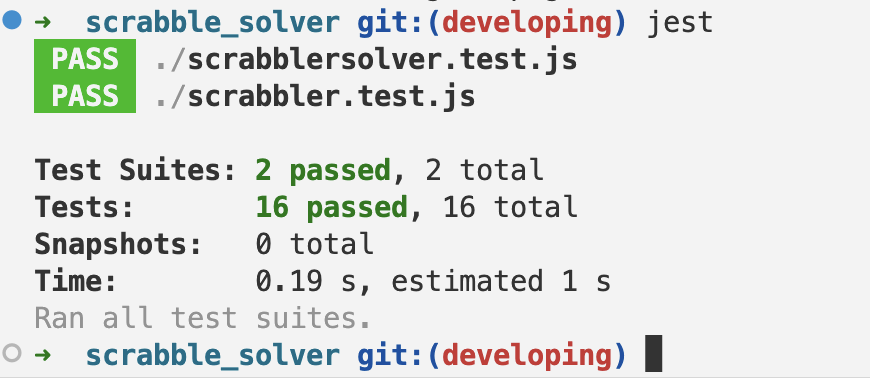 ➜  scrabble_solver git:(developing) jest
PASS ./scrabblersolver.test.js
PASS ./scrabbler.test.js
Test Suites: 2 passed, 2 total
Tests:       16 passed, 16 total
Snapshots:   0 total
Time:        0.19 s, estimated 1 s
Ran all test suites.
➜  scrabble_solver git:(developing)